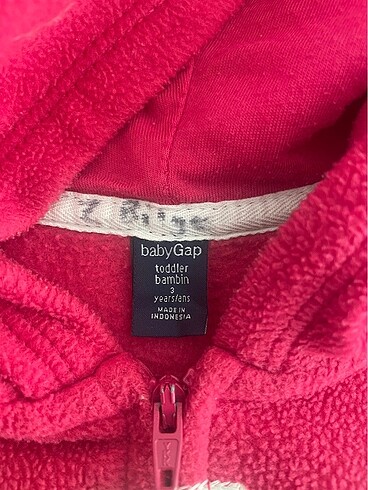 babyGap
toddler
bambin
3
years/ans
MADE IN
INDONESIA